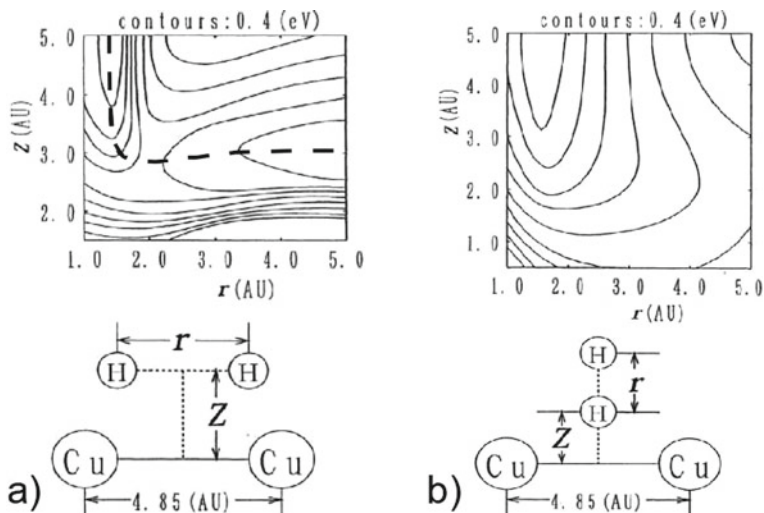 contours:0.4(eV)
5.0
4.0
3.0
2.0
Z(AU)
1.0 2.0 3.0 4.0 5.0
r(AU)
r
H H
Z
Cu Cu
4.85(AU)
a)
contours:0.4(eV)
5.0
4.0
3.0
2.0
1.0
Z(AU)
1.0 2.0 3.0 4.0 5.0
r(AU)
H
r
H
Z
Cu Cu
4.85(AU)
b)